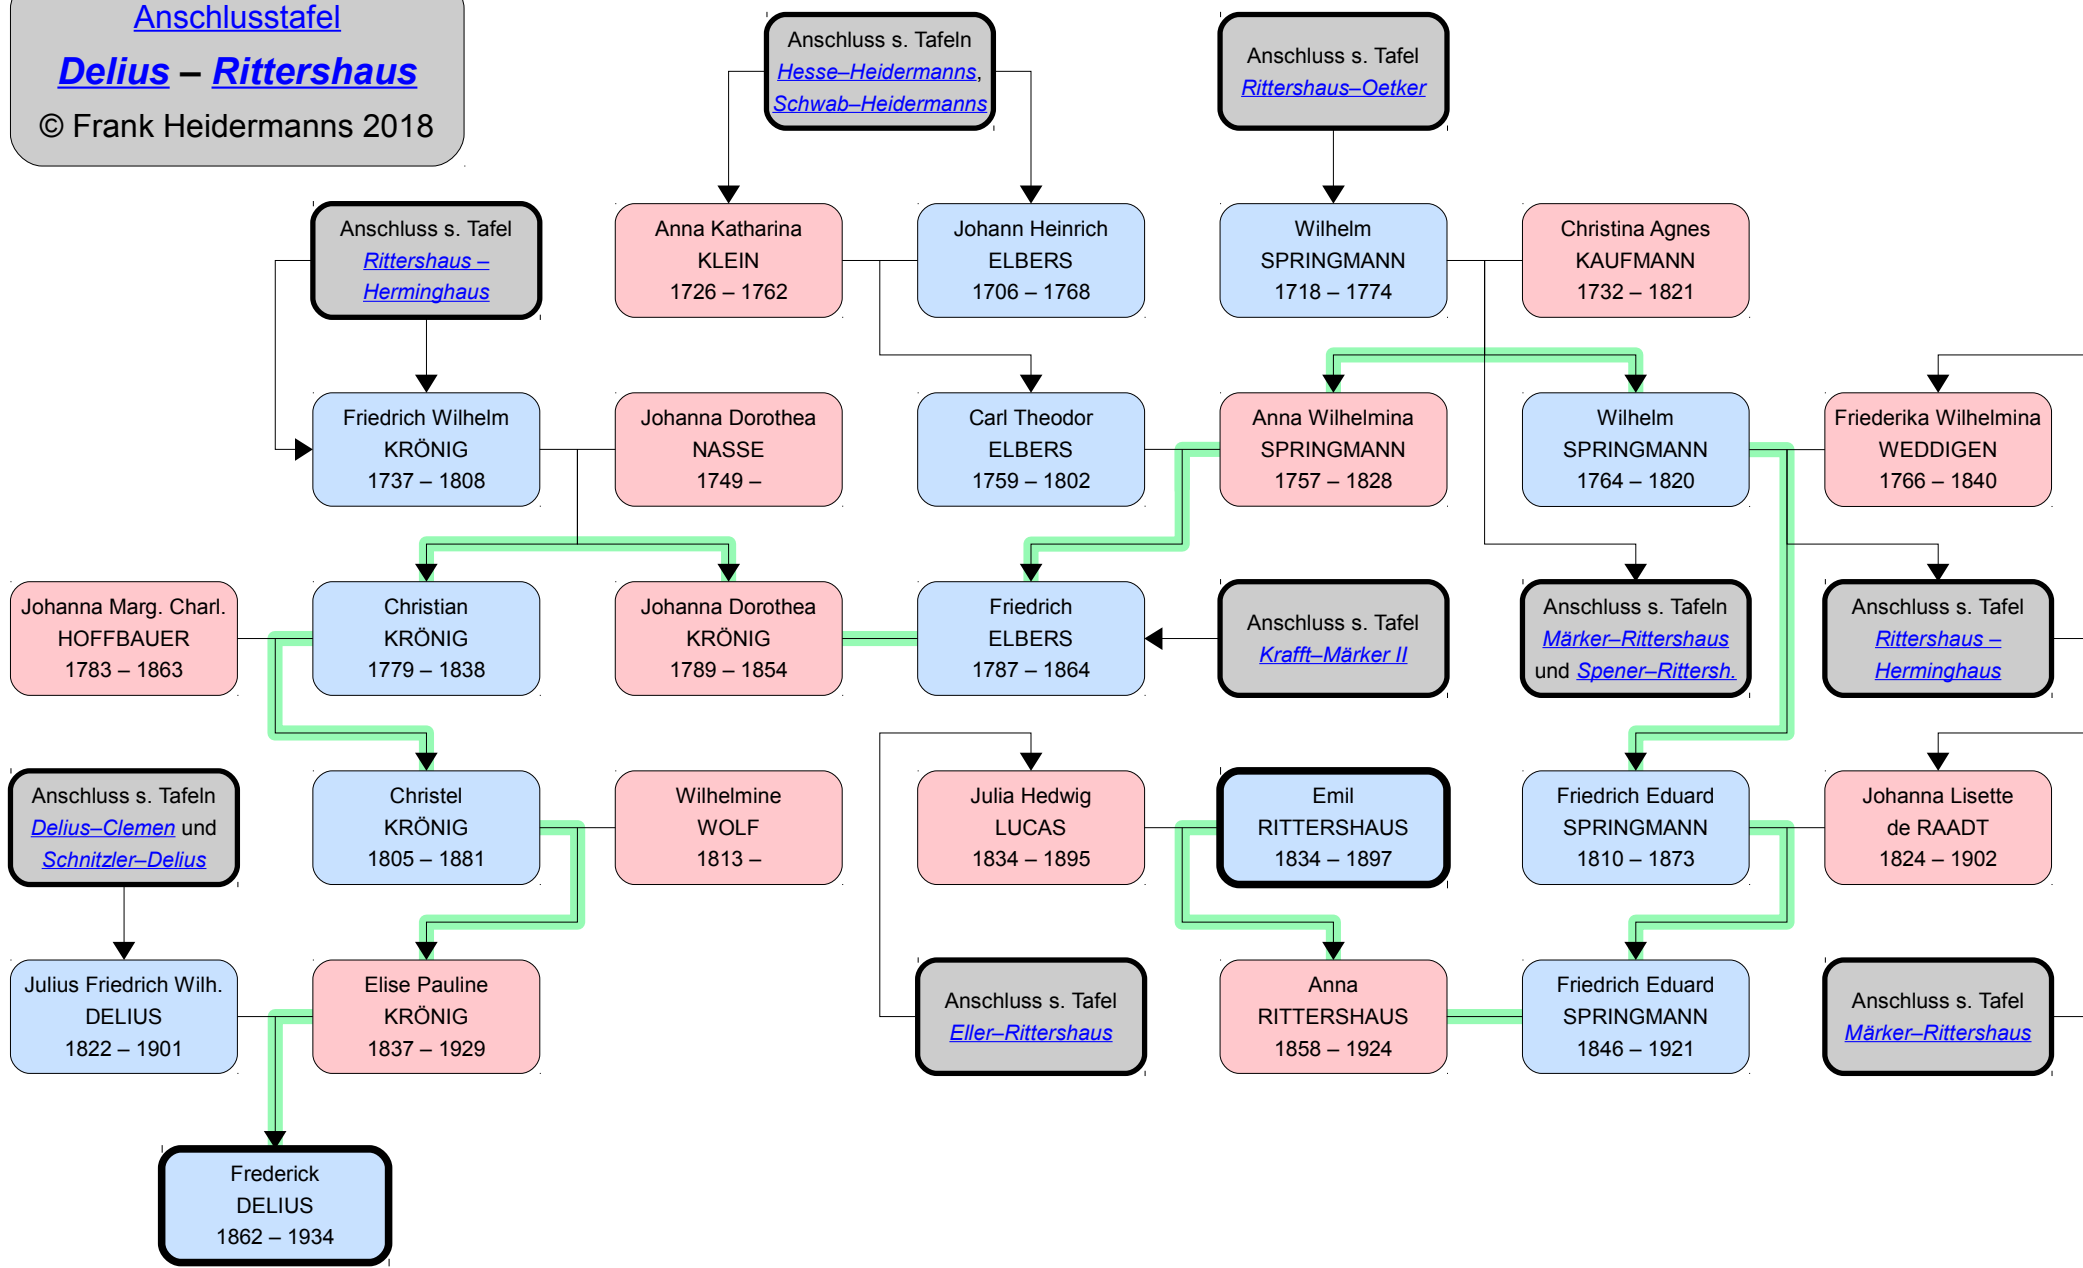 Anschlusstafel
Delius – Rittershaus
© Frank Heidermanns 2018
Anschluss s. Tafeln
Hesse–Heidermanns,
Schwab–Heidermanns
Anschluss s. Tafel
Rittershaus–Oetker
Anschluss s. Tafel
Rittershaus –
Herminghaus
Anna Katharina
KLEIN
1726 – 1762
Johann Heinrich
ELBERS
1706 – 1768
Wilhelm
SPRINGMANN
1718 – 1774
Christina Agnes
KAUFMANN
1732 – 1821
Friedrich Wilhelm
KRÖNIG
1737 – 1808
Johanna Dorothea
NASSE
1749 –
Carl Theodor
ELBERS
1759 – 1802
Anna Wilhelmina
SPRINGMANN
1757 – 1828
Wilhelm
SPRINGMANN
1764 – 1820
Friederika Wilhelmina
WEDDIGEN
1766 – 1840
Johanna Marg. Charl.
HOFFBAUER
1783 – 1863
Christian
KRÖNIG
1779 – 1838
Johanna Dorothea
KRÖNIG
1789 – 1854
Friedrich
ELBERS
1787 – 1864
Anschluss s. Tafel
Krafft–Märker II
Anschluss s. Tafeln
Märker–Rittershaus
und Spener–Rittersh.
Anschluss s. Tafel
Rittershaus –
Herminghaus
Anschluss s. Tafeln
Delius–Clemen und
Schnitzler–Delius
Christel
KRÖNIG
1805 – 1881
Wilhelmine
WOLF
1813 –
Julia Hedwig
LUCAS
1834 – 1895
Emil
RITTERSHAUS
1834 – 1897
Friedrich Eduard
SPRINGMANN
1810 – 1873
Johanna Lisette
de RAADT
1824 – 1902
Julius Friedrich Wilh.
DELIUS
1822 – 1901
Elise Pauline
KRÖNIG
1837 – 1929
Anschluss s. Tafel
Eller–Rittershaus
Anna
RITTERSHAUS
1858 – 1924
Friedrich Eduard
SPRINGMANN
1846 – 1921
Anschluss s. Tafel
Märker–Rittershaus
Frederick
DELIUS
1862 – 1934